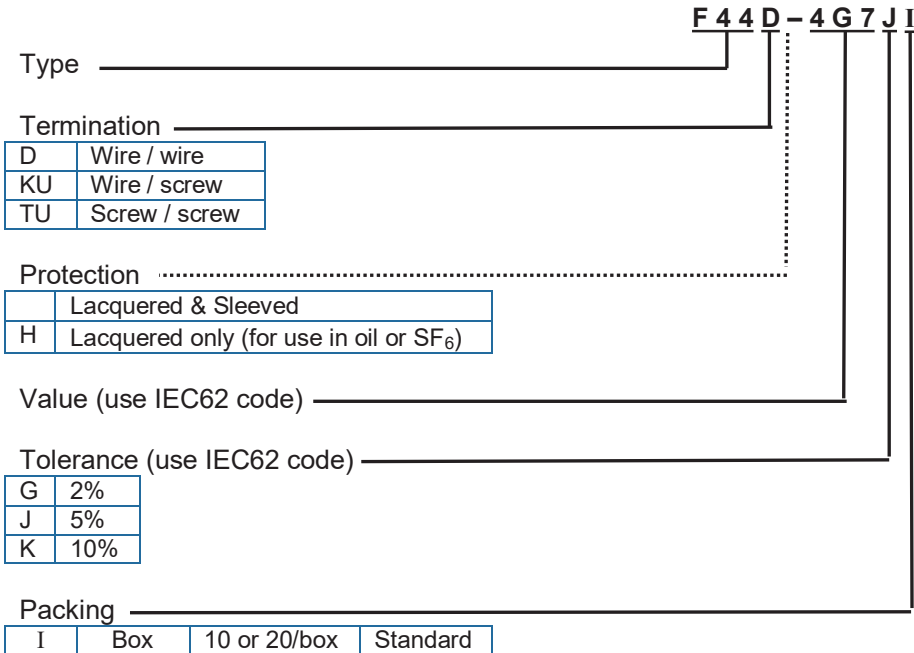 F 4 4 D – 4 G 7 J I
Type
Termination
D Wire / wire
KU Wire / screw
TU Screw / screw
Protection
Lacquered & Sleeved
H Lacquered only (for use in oil or SF₆)
Value (use IEC62 code)
Tolerance (use IEC62 code)
G 2%
J 5%
K 10%
Packing
I Box 10 or 20/box Standard